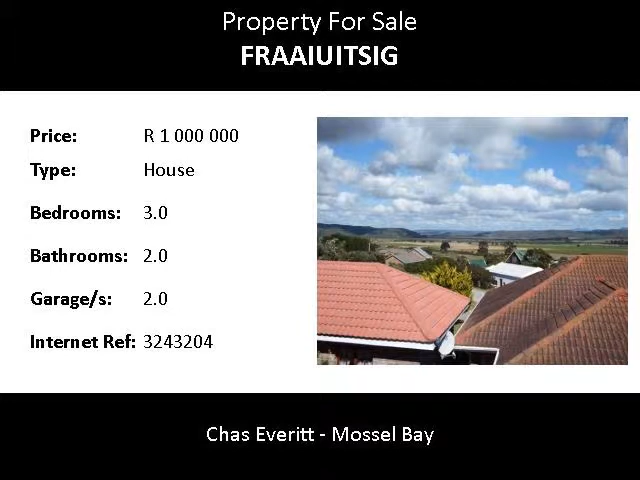 Property For Sale
FRAAIUITSIG
Price: R 1 000 000
Type: House
Bedrooms: 3.0
Bathrooms: 2.0
Garage/s: 2.0
Internet Ref: 3243204
Chas Everitt - Mossel Bay